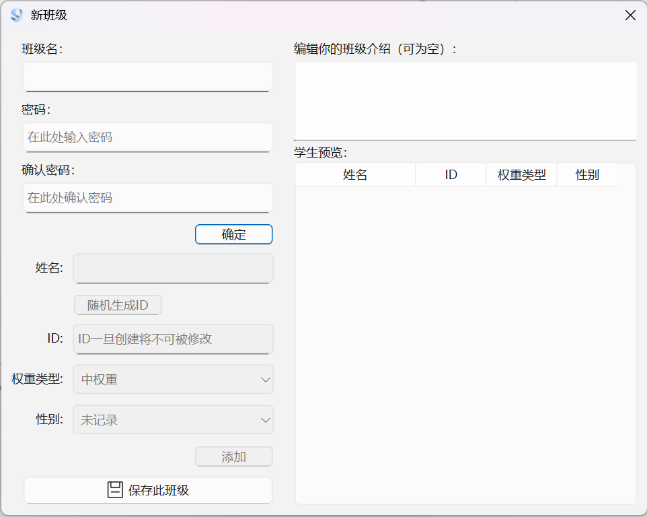 新班级
班级名：
密码：
在此处输入密码
确认密码：
在此处确认密码
确定
姓名:
随机生成ID
ID:
ID一旦创建将不可被修改
权重类型:
中权重
性别:
未记录
添加
保存此班级
编辑你的班级介绍（可为空）：
学生预览：
姓名 ID 权重类型 性别